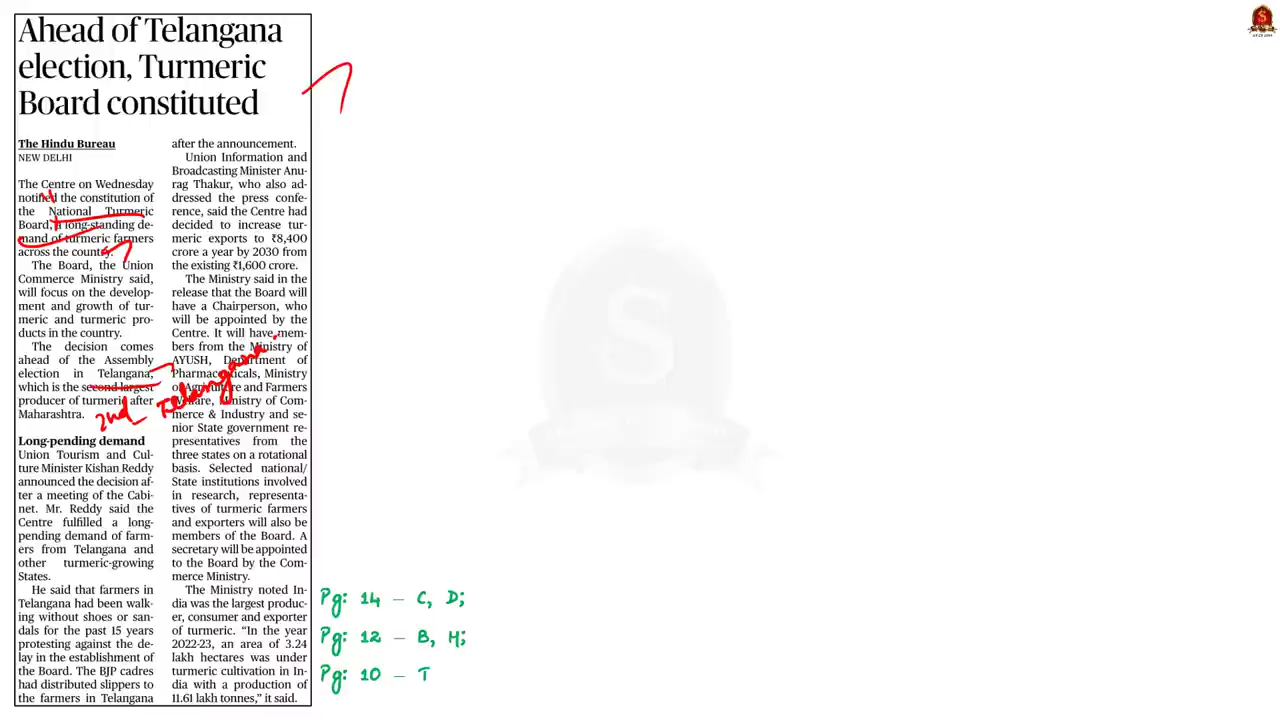 Ahead of Telangana
election, Turmeric
Board constituted
The Hindu Bureau
NEW DELHI
The Centre on Wednesday
notified the constitution of
the National Turmeric
Board, a long-standing de-
mand of turmeric farmers
across the country.
The Board, the Union
Commerce Ministry said,
will focus on the develop-
ment and growth of tur-
meric and turmeric pro-
ducts in the country.
The decision comes
ahead of the Assembly
election in Telangana,
which is the second largest
producer of turmeric after
Maharashtra.
2nd Telangana.
Long-pending demand
Union Tourism and Cul-
ture Minister Kishan Reddy
announced the decision af-
ter a meeting of the Cabi-
net. Mr. Reddy said the
Centre fulfilled a long-
pending demand of farm-
ers from Telangana and
other turmeric-growing
States.
He said that farmers in
Telangana had been walk-
ing without shoes or san-
dals for the past 15 years
protesting against the de-
lay in the establishment of
the Board. The BJP cadres
had distributed slippers to
the farmers in Telangana
after the announcement.
Union Information and
Broadcasting Minister Anu-
rag Thakur, who also ad-
dressed the press confe-
rence, said the Centre had
decided to increase tur-
meric exports to ₹8,400
crore a year by 2030 from
the existing ₹1,600 crore.
The Ministry said in the
release that the Board will
have a Chairperson, who
will be appointed by the
Centre. It will have mem-
bers from the Ministry of
AYUSH, Department of
Pharmaceuticals, Ministry
of Agriculture and Farmers
Welfare, Ministry of Com-
merce & Industry and se-
nior State government re-
presentatives from the
three states on a rotational
basis. Selected national/
State institutions involved
in research, representa-
tives of turmeric farmers
and exporters will also be
members of the Board. A
secretary will be appointed
to the Board by the Com-
merce Ministry.
The Ministry noted In-
dia was the largest produc-
er, consumer and exporter
of turmeric. “In the year
2022-23, an area of 3.24
lakh hectares was under
turmeric cultivation in In-
dia with a production of
11.61 lakh tonnes,” it said.
Pg: 14 – C, D;
Pg: 12 – B, H;
Pg: 10 – T
S